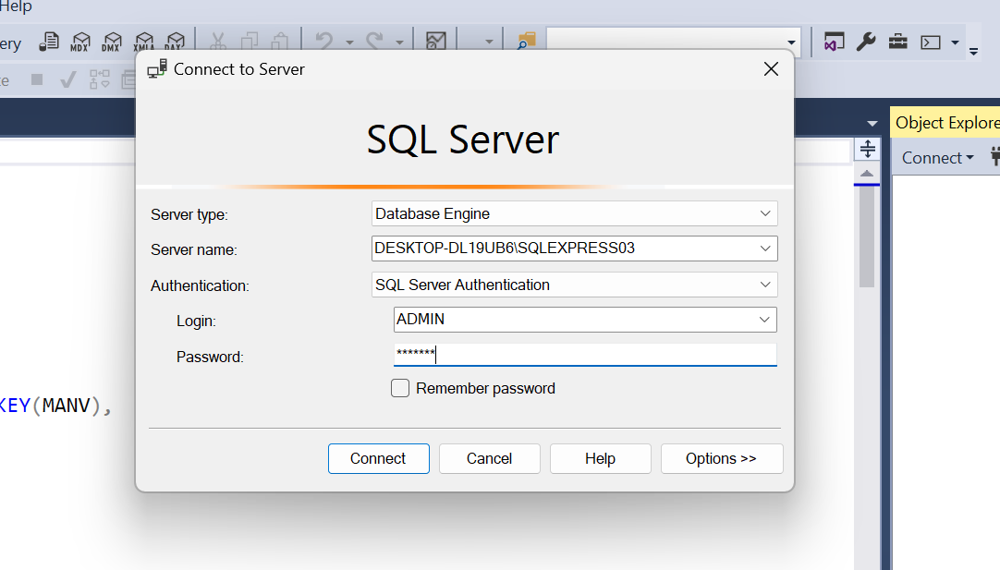 Help
ery
MDX DMX XMLA DAX
te
Connect to Server
SQL Server
Object Explore
Connect
Server type: Database Engine
Server name: DESKTOP-DL19UB6\SQLEXPRESS03
Authentication: SQL Server Authentication
Login: ADMIN
Password: *******
Remember password
KEY(MANV),
Connect Cancel Help Options >>